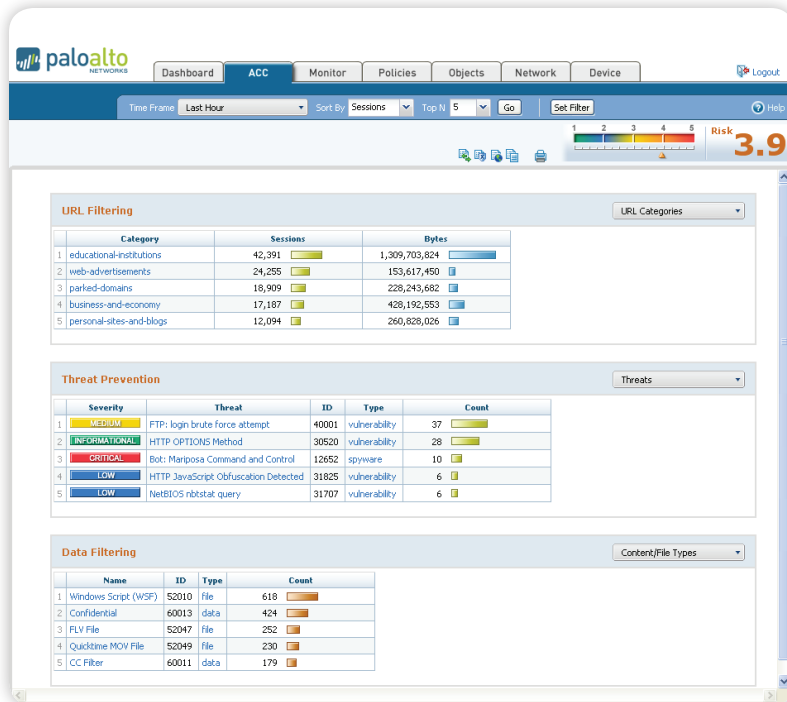 paloalto
NETWORKS
Dashboard ACC Monitor Policies Objects Network Device Logout
Time Frame Last Hour Sort By Sessions Top N 5 Go Set Filter Help
1 2 3 4 5 Risk 3.9
URL Filtering URL Categories
Category Sessions Bytes
1 educational-institutions 42,391 1,309,703,824
2 web-advertisements 24,255 153,617,450
3 parked-domains 18,909 228,243,682
4 business-and-economy 17,187 428,192,553
5 personal-sites-and-blogs 12,094 260,828,026
Threat Prevention Threats
Severity Threat ID Type Count
1 MEDIUM FTP: login brute force attempt 40001 vulnerability 37
2 INFORMATIONAL HTTP OPTIONS Method 30520 vulnerability 28
3 CRITICAL Bot: Mariposa Command and Control 12652 spyware 10
4 LOW HTTP JavaScript Obfuscation Detected 31825 vulnerability 6
5 LOW NetBIOS nbtstat query 31707 vulnerability 6
Data Filtering Content/File Types
Name ID Type Count
1 Windows Script (WSF) 52010 file 618
2 Confidential 60013 data 424
3 FLV File 52047 file 252
4 Quicktime MOV File 52049 file 230
5 CC Filter 60011 data 179